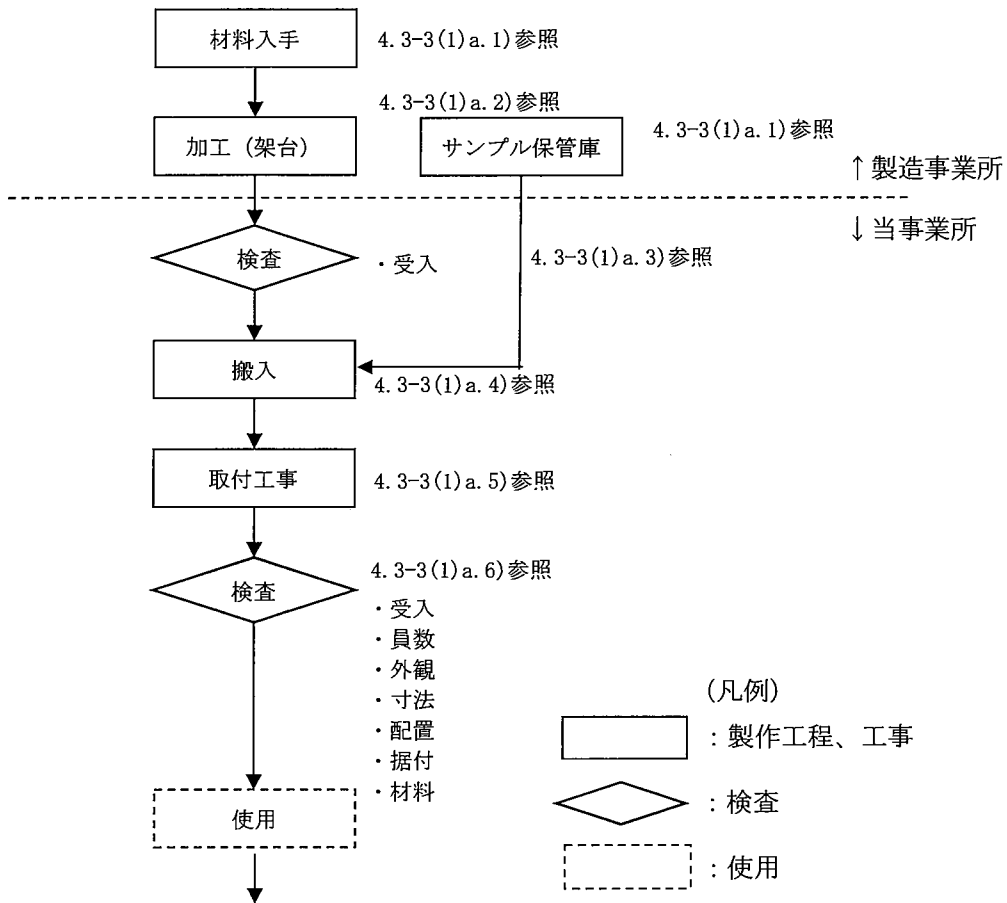 材料入手
4.3-3(1)a.1)参照
4.3-3(1)a.2)参照
加工(架台)
サンプル保管庫
4.3-3(1)a.1)参照
↑製造事業所
↓当事業所
検査
・受入
4.3-3(1)a.3)参照
搬入
4.3-3(1)a.4)参照
取付工事
4.3-3(1)a.5)参照
検査
4.3-3(1)a.6)参照
・受入
・員数
・外観
・寸法
・配置
・据付
・材料
使用
(凡例)
:製作工程、工事
:検査
:使用